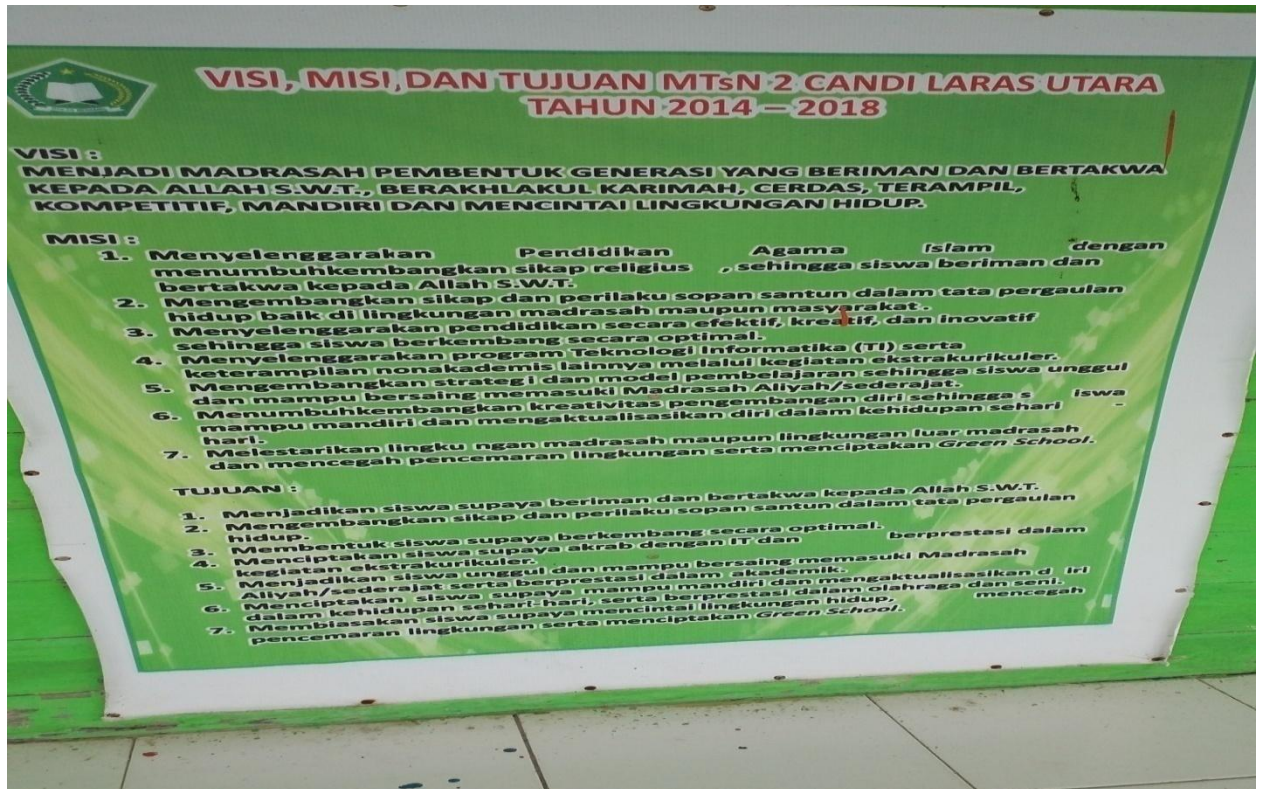 VISI, MISI,DAN TUJUAN MTsN 2 CANDI LARAS UTARA
TAHUN 2014 – 2018
VISI :
MENJADI MADRASAH PEMBENTUK GENERASI YANG BERIMAN DAN BERTAKWA
KEPADA ALLAH S.W.T., BERAKHLAKUL KARIMAH, CERDAS, TERAMPIL,
KOMPETITIF, MANDIRI DAN MENCINTAI LINGKUNGAN HIDUP.
MISI :
1. Menyelenggarakan Pendidikan Agama Islam dengan
menumbuhkembangkan sikap religius , sehingga siswa beriman dan
bertakwa kepada Allah S.W.T.
2. Mengembangkan sikap dan perilaku sopan santun dalam tata pergaulan
hidup baik di lingkungan madrasah maupun masyarakat .
3. Menyelenggarakan pendidikan secara efektif, kreatif, dan inovatif
sehingga siswa berkembang secara optimal.
4. Menyelenggarakan program Teknologi Informatika (TI) serta
keterampilan nonakademis lainnya melalui kegiatan ekstrakurikuler.
5. Mengembangkan strateg i dan model pembelajaran sehingga siswa unggul
dan mampu bersaing memasuki Madrasah Aliyah/sederajat.
6. Menumbuhkembangkan kreativitas pengembangan diri sehingga s iswa
mampu mandiri dan mengaktualisasikan diri dalam kehidupan sehari -
hari.
7. Melestarikan lingku ngan madrasah maupun lingkungan luar madrasah
dan mencegah pencemaran lingkungan serta menciptakan Green School.
TUJUAN :
1. Menjadikan siswa supaya beriman dan bertakwa kepada Allah S.W.T.
2. Mengembangkan sikap dan perilaku sopan santun dalam tata pergaulan
hidup.
3. Membentuk siswa supaya berkembang secara optimal.
4. Menciptakan siswa supaya akrab dengan IT dan berprestasi dalam
kegiatan ekstrakurikuler.
5. Menjadikan siswa unggul dan mampu bersaing memasuki Madrasah
Aliyah/sederajat serta berprestasi dalam akademik.
6. Menciptakan siswa supaya mampu mandiri dan mengaktualisasikan d iri
dalam kehidupan sehari-hari, serta berprestasi dalam olahraga dan seni.
7. Membiasakan siswa supaya mencintai lingkungan hidup, mencegah
pencemaran lingkungan serta menciptakan Green School.